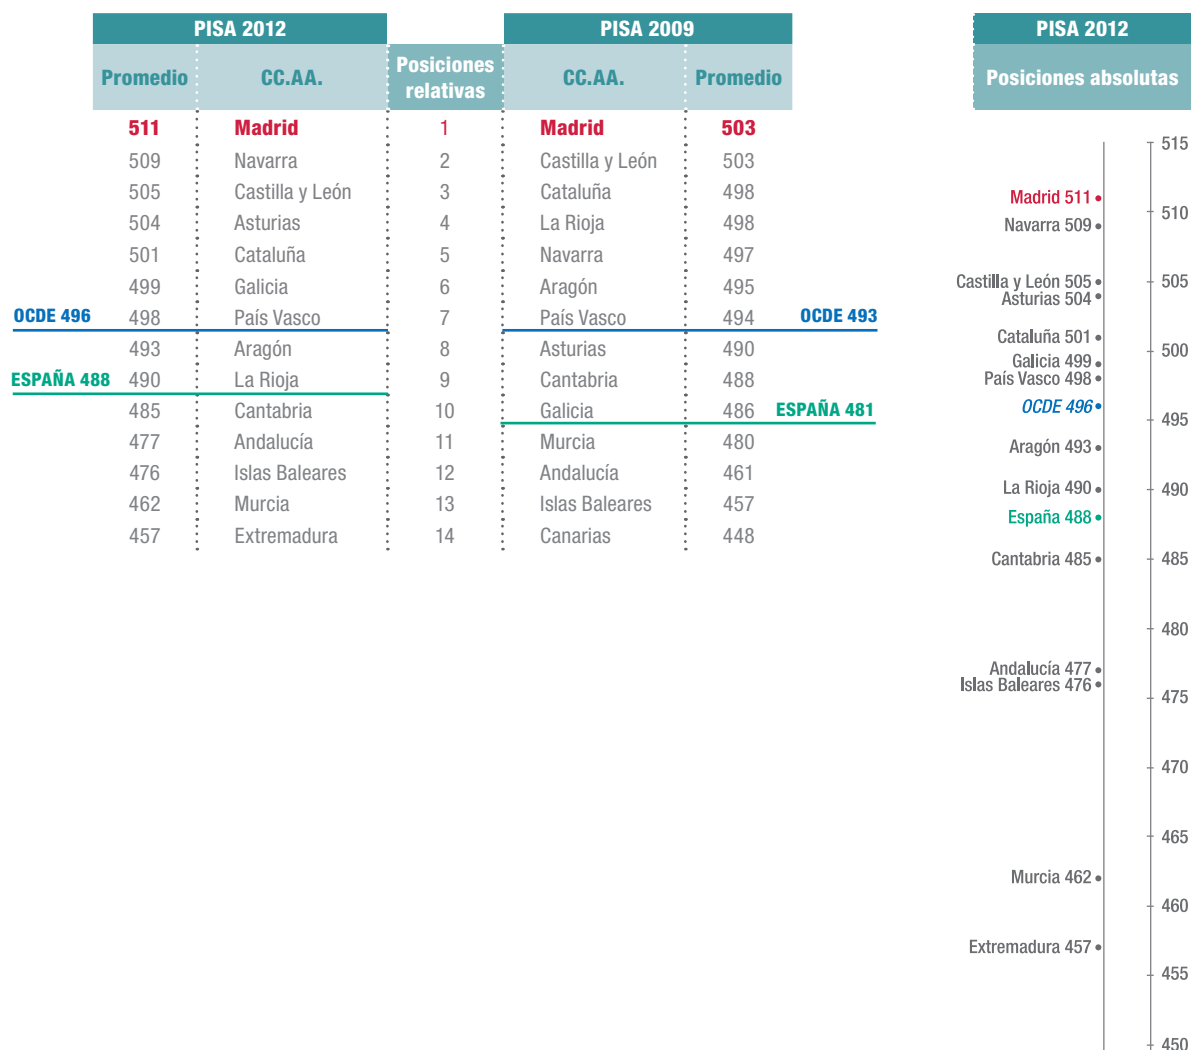 PISA 2012 PISA 2009
Promedio CC.AA. Posiciones relativas CC.AA. Promedio
511 Madrid 1 Madrid 503
509 Navarra 2 Castilla y León 503
505 Castilla y León 3 Cataluña 498
504 Asturias 4 La Rioja 498
501 Cataluña 5 Navarra 497
499 Galicia 6 Aragón 495
OCDE 496 498 País Vasco 7 País Vasco 494 OCDE 493
493 Aragón 8 Asturias 490
ESPAÑA 488 490 La Rioja 9 Cantabria 488
485 Cantabria 10 Galicia 486 ESPAÑA 481
477 Andalucía 11 Murcia 480
476 Islas Baleares 12 Andalucía 461
462 Murcia 13 Islas Baleares 457
457 Extremadura 14 Canarias 448
PISA 2012
Posiciones absolutas
515
Madrid 511
510
Navarra 509
Castilla y León 505 505
Asturias 504
Cataluña 501
500
Galicia 499
País Vasco 498
OCDE 496
495
Aragón 493
La Rioja 490 490
España 488
Cantabria 485 485
480
Andalucía 477
Islas Baleares 476
475
470
465
Murcia 462
460
Extremadura 457
455
450